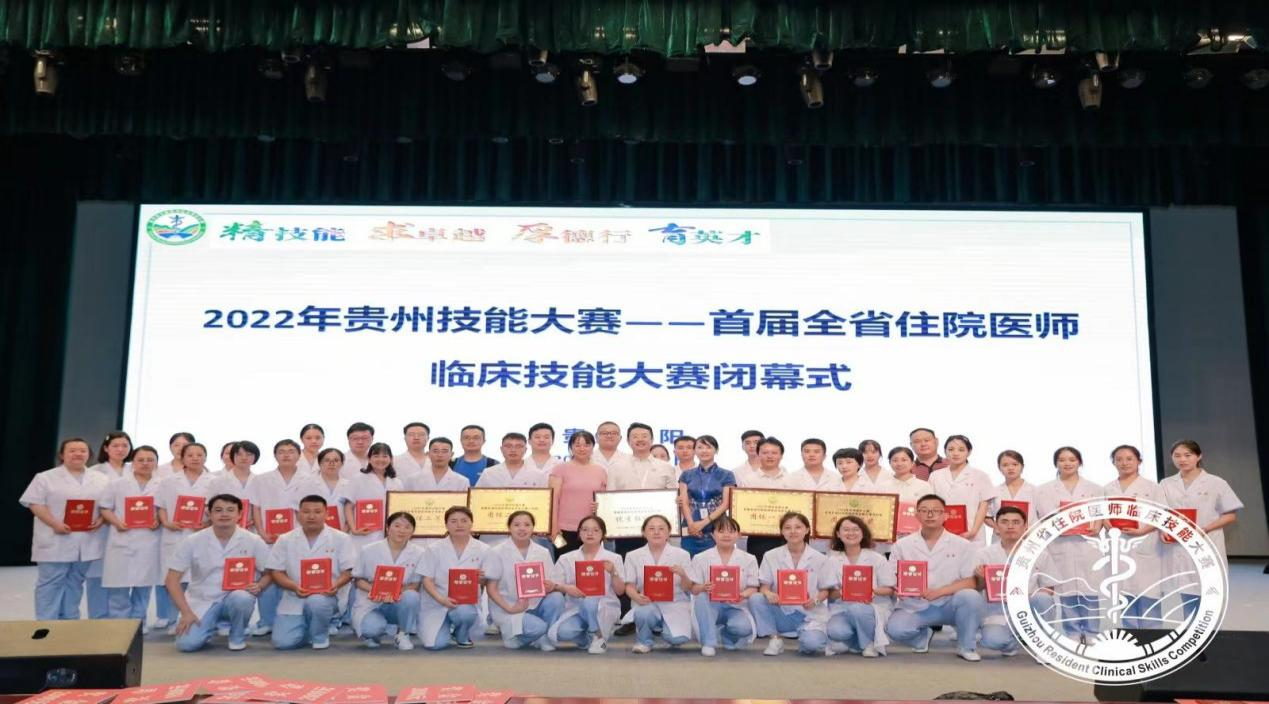 精技能 求卓越 厚德行 育英才
2022年贵州技能大赛——首届全省住院医师
临床技能大赛闭幕式
贵 阳
贵州省住院医师临床技能大赛
Guizhou Resident Clinical Skills Competition